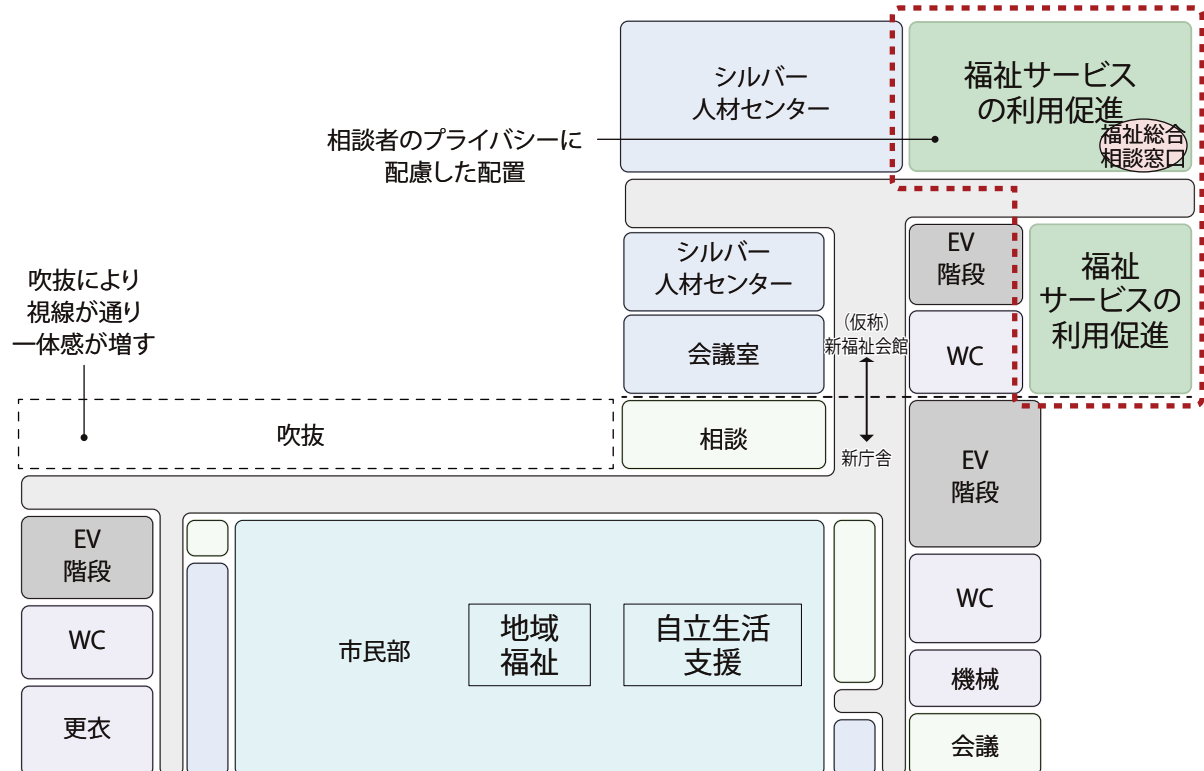 シルバー
人材センター
福祉サービス
の利用促進
福祉総合
相談窓口
相談者のプライバシーに
配慮した配置
シルバー
人材センター
EV
階段
福祉
サービスの
利用促進
吹抜により
視線が通り
一体感が増す
会議室
（仮称）
新福祉会館
WC
吹抜
相談
新庁舎
EV
階段
EV
階段
WC
市民部
地域
福祉
自立生活
支援
WC
機械
更衣
会議